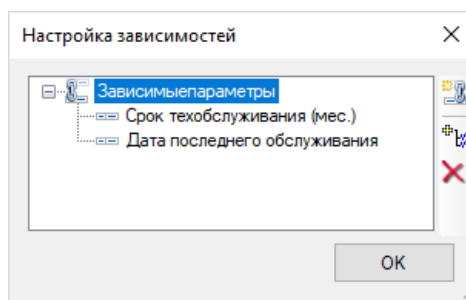 Настройка зависимостей
Зависимыепараметры
Срок техобслуживания (мес.)
Дата последнего обслуживания
OK